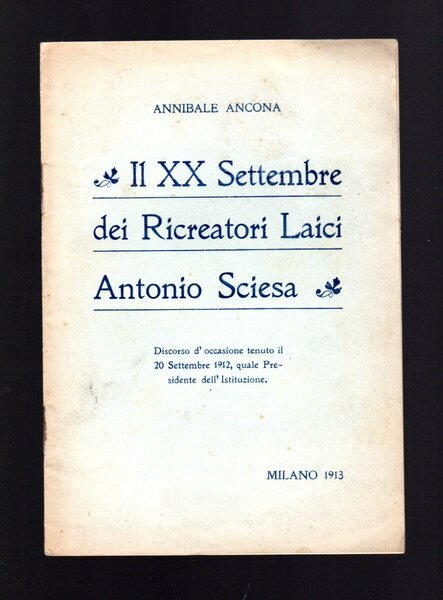 ANNIBALE ANCONA
Il XX Settembre
dei Ricreatori Laici
Antonio Sciesa
Discorso d' occasione tenuto il
20 Settembre 1912, quale Pre-
sidente dell' Istituzione.
MILANO 1913